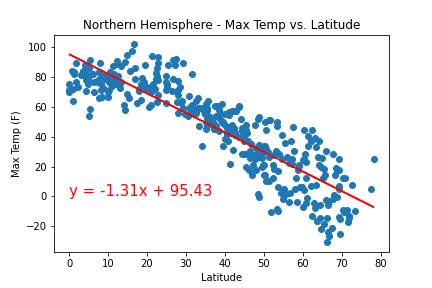 Northern Hemisphere - Max Temp vs. Latitude
100
80
60
40
20
0
−20
Max Temp (F)
y = -1.31x + 95.43
0 10 20 30 40 50 60 70 80
Latitude